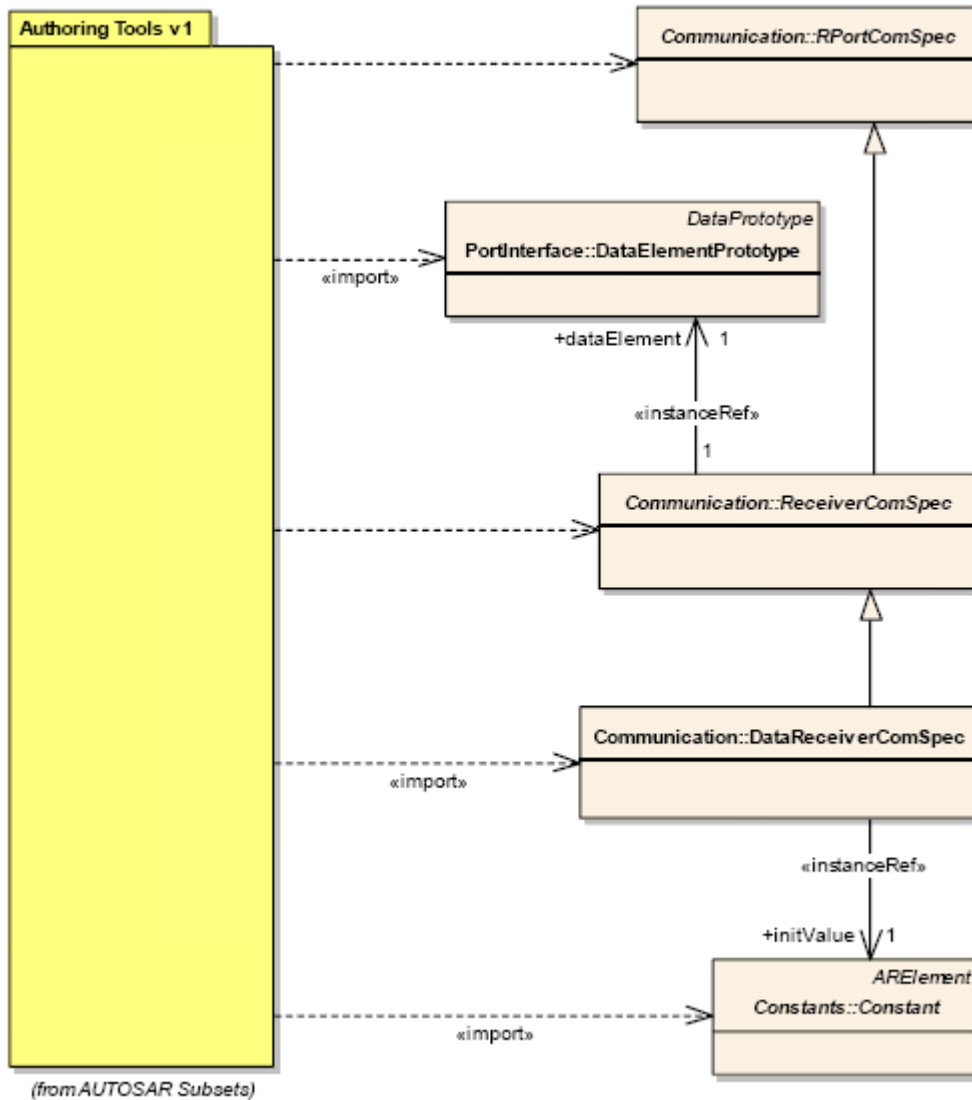 Authoring Tools v1
Communication::RPortComSpec
DataPrototype
PortInterface::DataElementPrototype
«import»
+dataElement 1
«instanceRef»
1
Communication::ReceiverComSpec
Communication::DataReceiverComSpec
«import»
«instanceRef»
+initValue 1
ARElement
Constants::Constant
«import»
(from AUTOSAR Subsets)